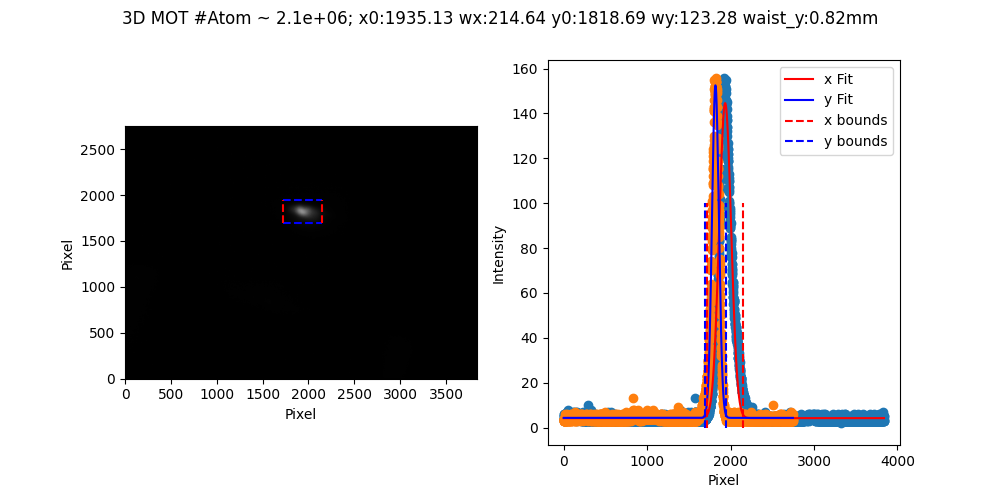 3D MOT #Atom ~ 2.1e+06; x0:1935.13 wx:214.64 y0:1818.69 wy:123.28 waist_y:0.82mm
2500
2000
1500
1000
500
0
Pixel
0 500 1000 1500 2000 2500 3000 3500
Pixel
160
140
120
100
80
60
40
20
0
Intensity
0 1000 2000 3000 4000
Pixel
x Fit
y Fit
x bounds
y bounds